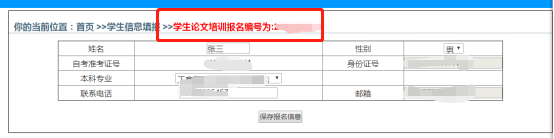 你的当前位置：首页 >>学生信息填报 >>学生论文培训报名编号为:
姓名 张三 性别 男
自考准考证号 身份证号
本科专业
联系电话 邮箱
保存报名信息